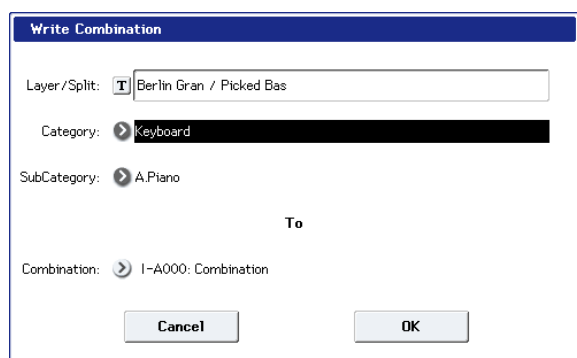 Write Combination
Layer/Split: T Berlin Gran / Picked Bas
Category: Keyboard
SubCategory: A.Piano
To
Combination: I-A000: Combination
Cancel OK